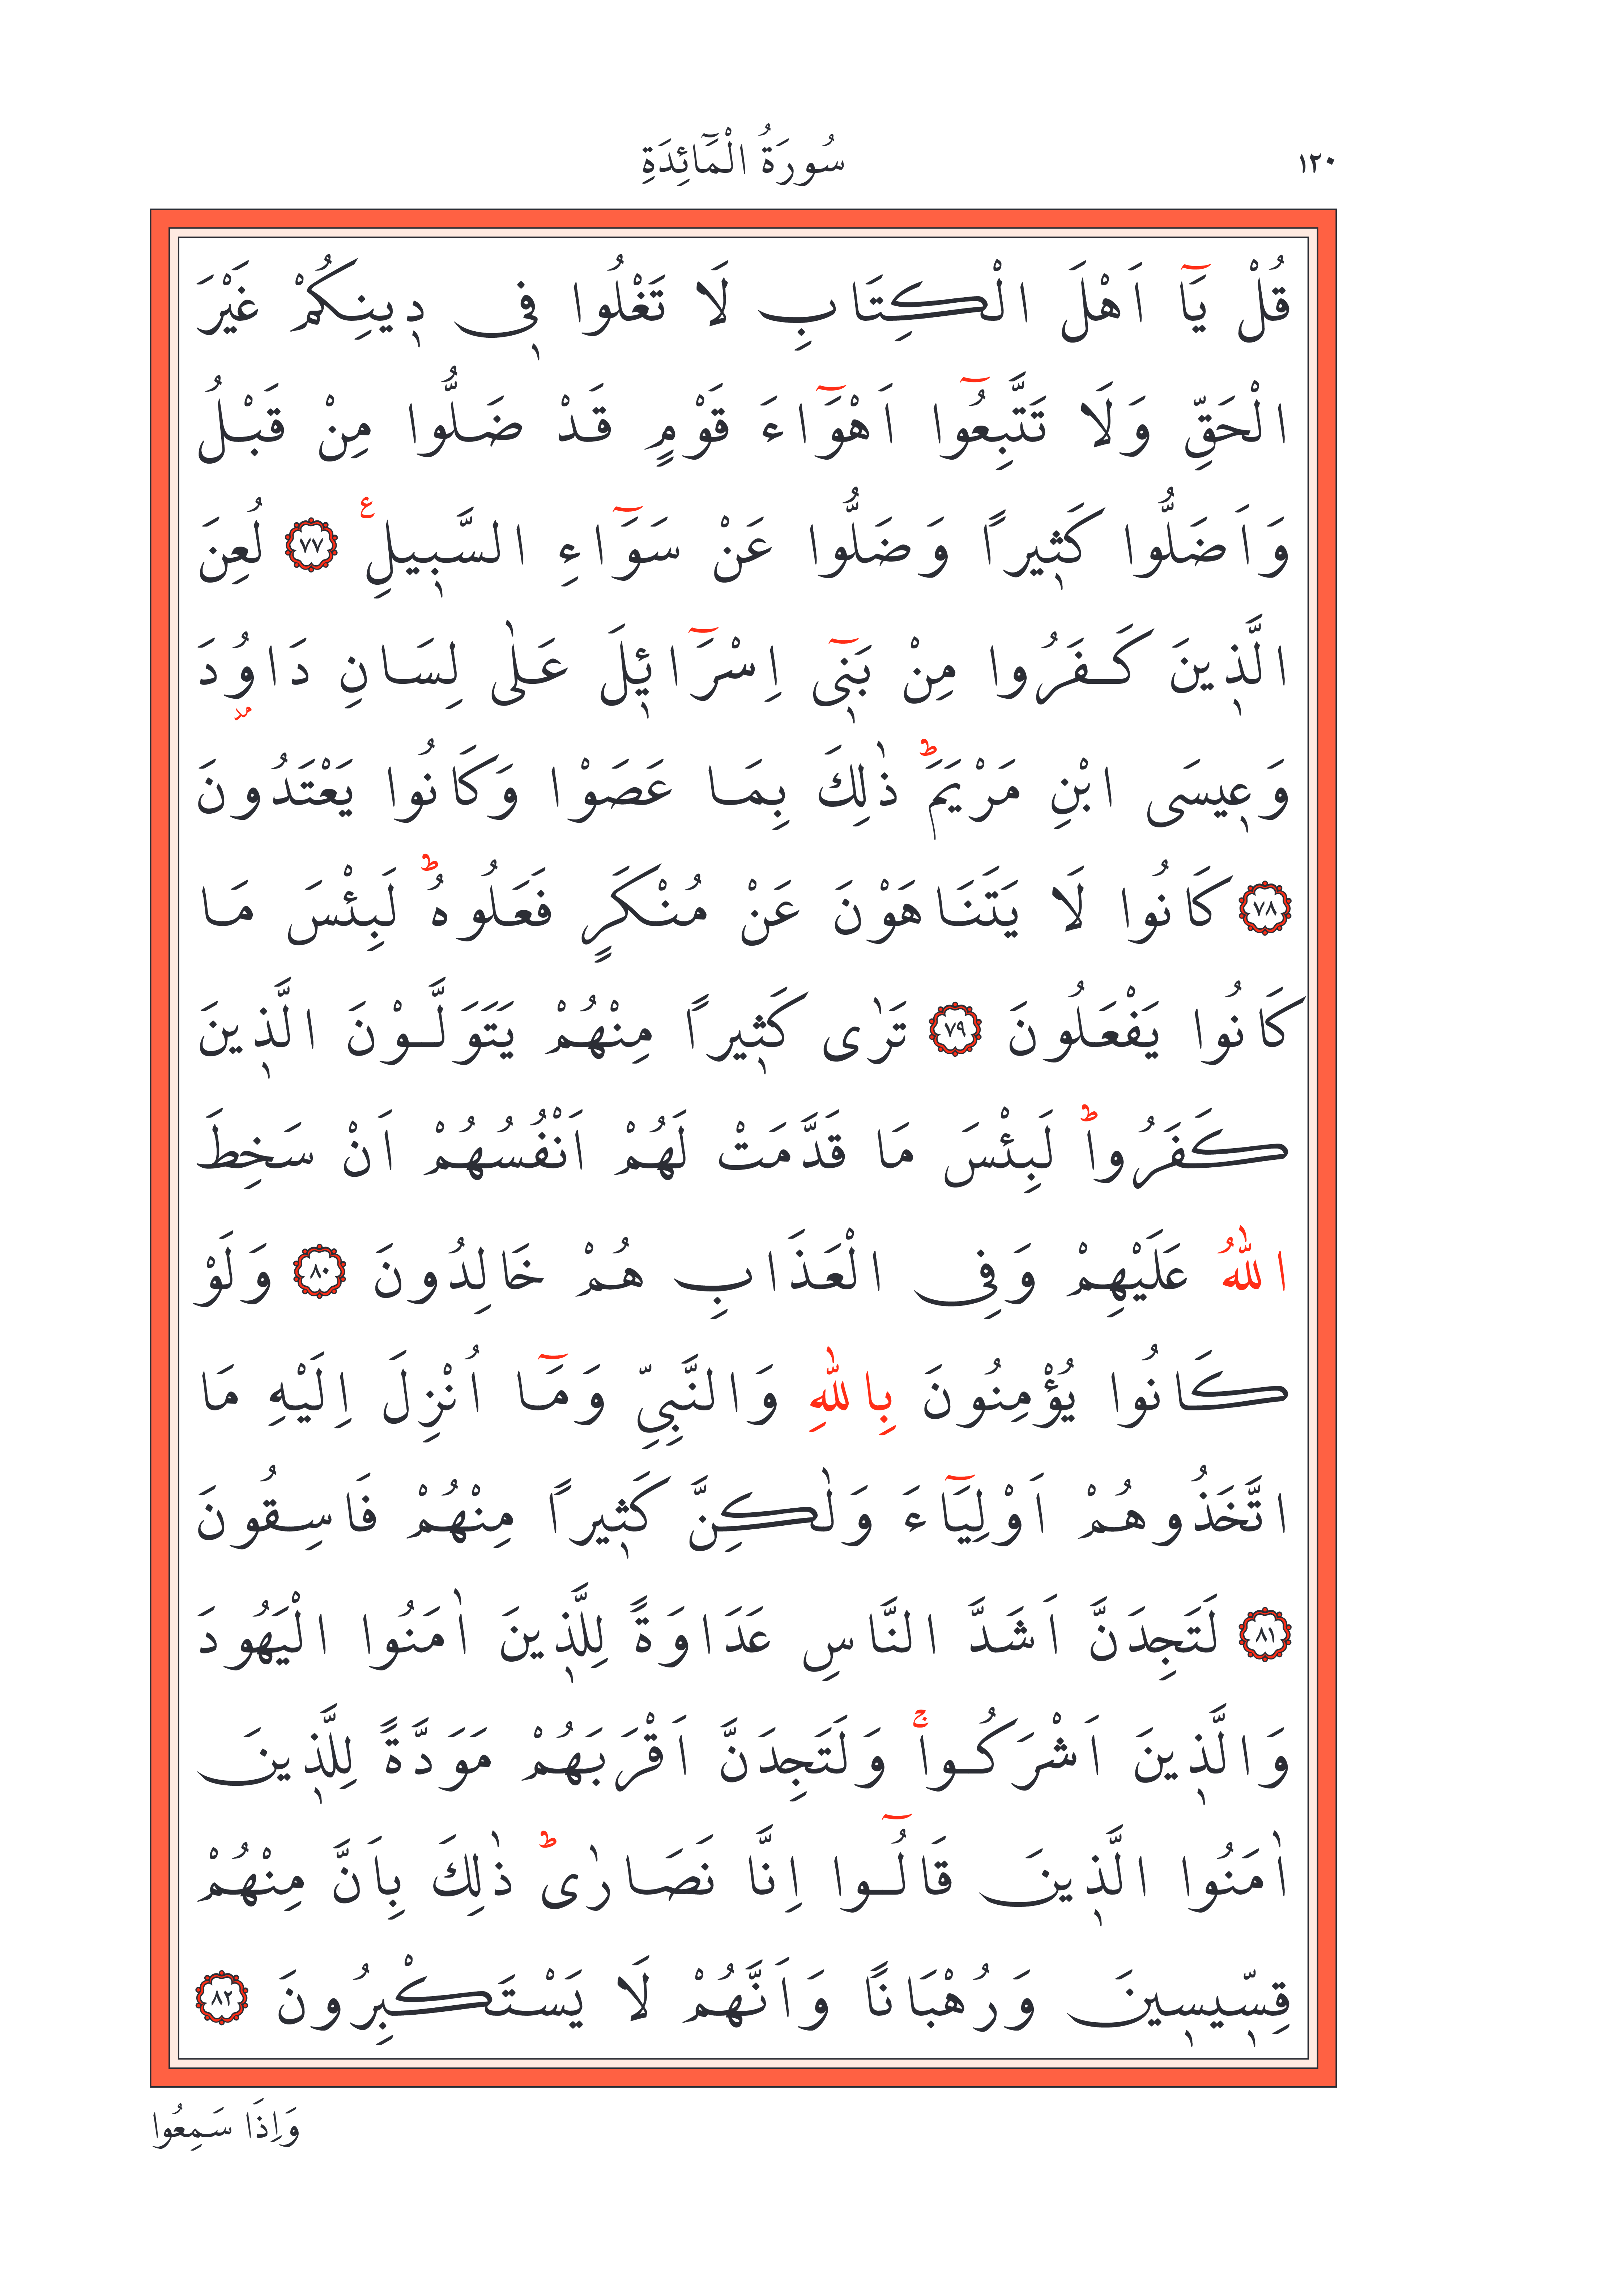 ١٢٠
سُورَةُ الْمَٓائِدَةِ
قُلْ يَٓا اَهْلَ الْكِتَابِ لَا تَغْلُوا ف۪ى د۪ينِكُمْ غَيْرَ
الْحَقِّ وَلَا تَتَّبِعُٓوا اَهْوَٓاءَ قَوْمٍ قَدْ ضَلُّوا مِنْ قَبْلُ
وَاَضَلُّوا كَث۪يراً وَضَلُّوا عَنْ سَوَٓاءِ السَّب۪يلِ ع ﴿٧٧﴾ لُعِنَ
الَّذ۪ينَ كَفَرُوا مِنْ بَن۪ٓى اِسْرَٓائ۪لَ عَلٰى لِسَانِ دَاوُدَ
وَع۪يسَى ابْنِ مَرْيَمَۜ ذٰلِكَ بِمَا عَصَوْا وَكَانُوا يَعْتَدُونَ
﴿٧٨﴾ كَانُوا لَا يَتَنَاهَوْنَ عَنْ مُنْكَرٍ فَعَلُوهُۜ لَبِئْسَ مَا
كَانُوا يَفْعَلُونَ ﴿٧٩﴾ تَرٰى كَث۪يراً مِنْهُمْ يَتَوَلَّوْنَ الَّذ۪ينَ
كَفَرُواۜ لَبِئْسَ مَا قَدَّمَتْ لَهُمْ اَنْفُسُهُمْ اَنْ سَخِطَ
اللّٰهُ عَلَيْهِمْ وَفِى الْعَذَابِ هُمْ خَالِدُونَ ﴿٨٠﴾ وَلَوْ
كَانُوا يُؤْمِنُونَ بِاللّٰهِ وَالنَّبِىِّ وَمَٓا اُنْزِلَ اِلَيْهِ مَا
اتَّخَذُوهُمْ اَوْلِيَٓاءَ وَلٰكِنَّ كَث۪يراً مِنْهُمْ فَاسِقُونَ
﴿٨١﴾ لَتَجِدَنَّ اَشَدَّ النَّاسِ عَدَاوَةً لِلَّذ۪ينَ اٰمَنُوا الْيَهُودَ
وَالَّذ۪ينَ اَشْرَكُواۚ وَلَتَجِدَنَّ اَقْرَبَهُمْ مَوَدَّةً لِلَّذ۪ينَ
اٰمَنُوا الَّذ۪ينَ قَالُٓوا اِنَّا نَصَارٰىۜ ذٰلِكَ بِاَنَّ مِنْهُمْ
قِسّ۪يس۪ينَ وَرُهْبَانًا وَاَنَّهُمْ لَا يَسْتَكْبِرُونَ ﴿٨٢﴾
وَاِذَا سَمِعُوا